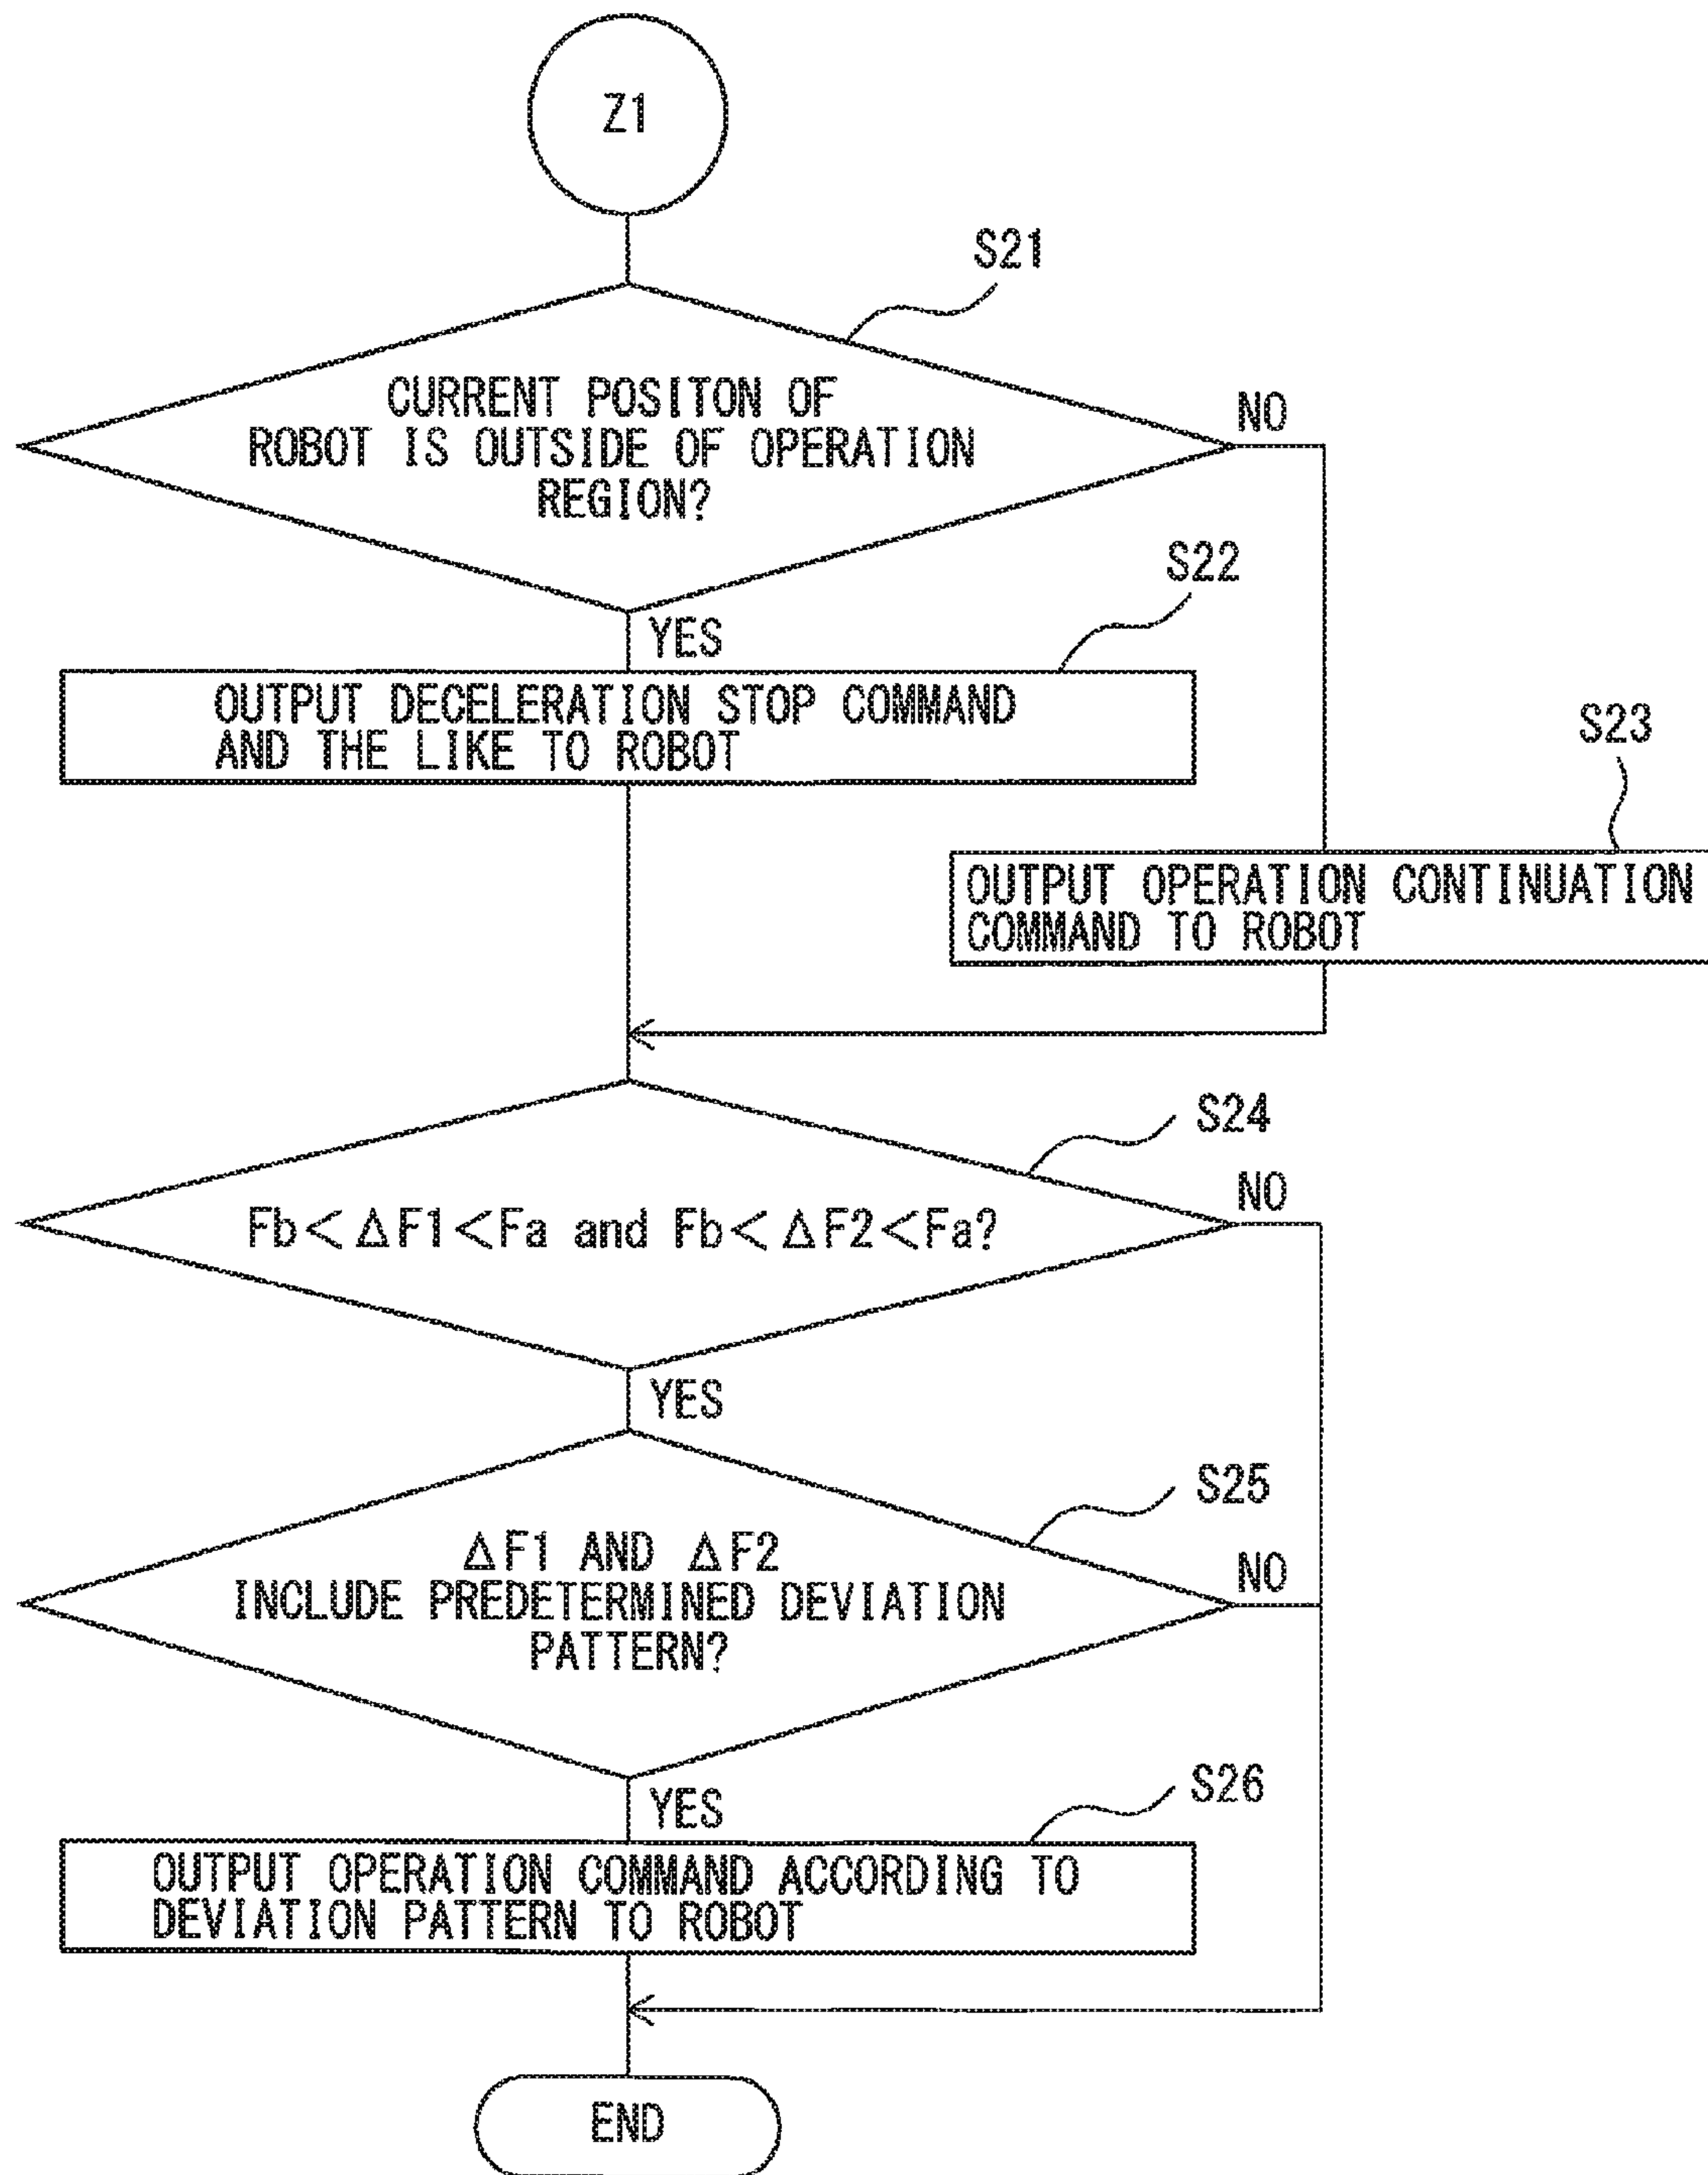 Z1
S21
CURRENT POSITON OF
ROBOT IS OUTSIDE OF OPERATION
REGION?
NO
YES
S22
OUTPUT DECELERATION STOP COMMAND
AND THE LIKE TO ROBOT
S23
OUTPUT OPERATION CONTINUATION
COMMAND TO ROBOT
S24
Fb<ΔF1<Fa and Fb<ΔF2<Fa?
NO
YES
S25
ΔF1 AND ΔF2
INCLUDE PREDETERMINED DEVIATION
PATTERN?
NO
YES
S26
OUTPUT OPERATION COMMAND ACCORDING TO
DEVIATION PATTERN TO ROBOT
END